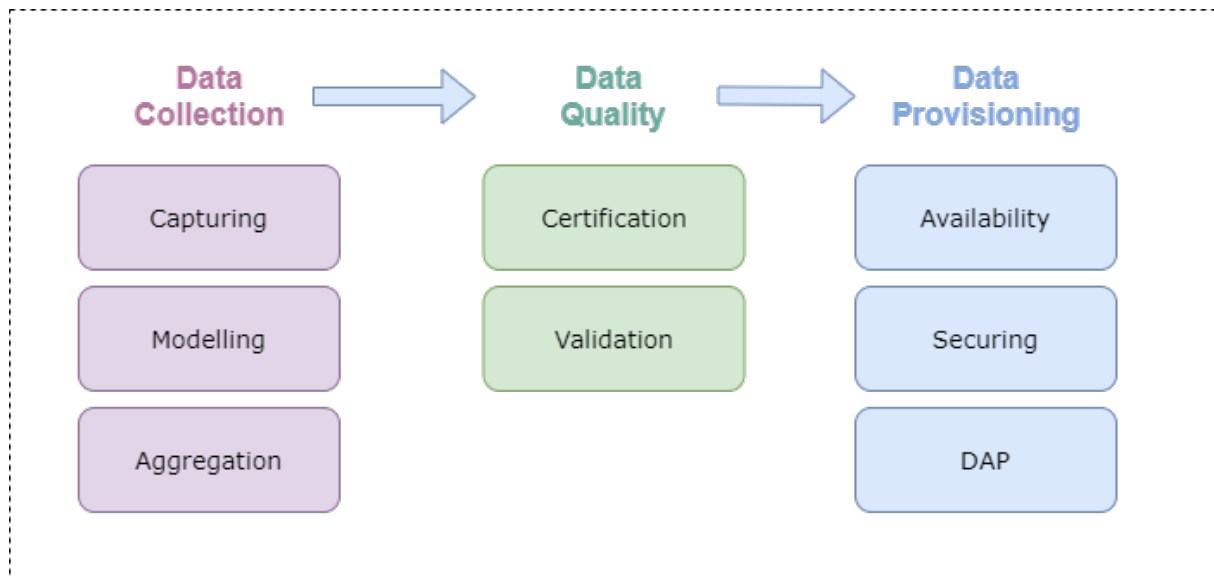 Data
Collection
Data
Quality
Data
Provisioning
Capturing
Certification
Availability
Modelling
Validation
Securing
Aggregation
DAP